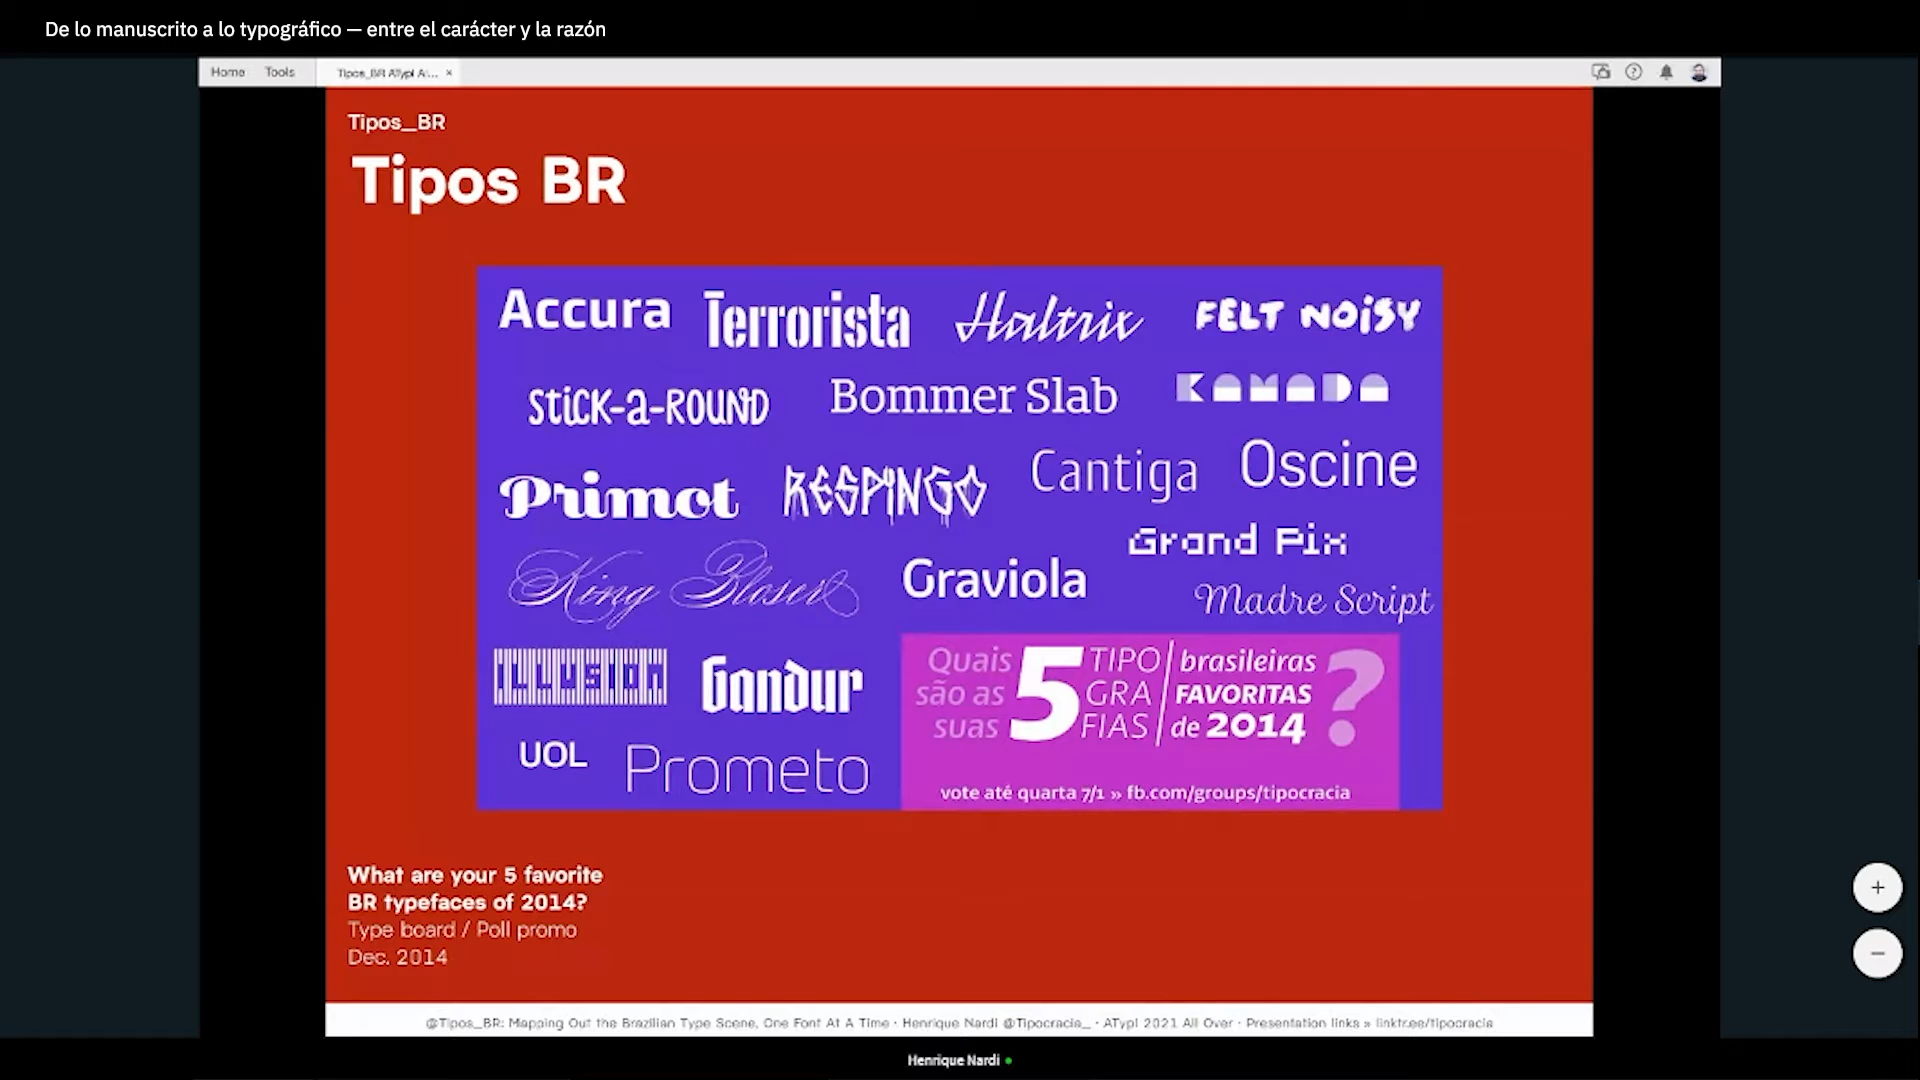 De lo manuscrito a lo typográfico — entre el carácter y la razón
Home Tools Tipos_BR ATypI Al... ×
Tipos_BR
Tipos BR
Accura Terrorista Haltrix FELT NOiSY
StiCK-a-ROUND Bommer Slab KAMADA
Primot RESPiNGO Cantiga Oscine
Grand Pix
King Bloser Graviola Madre Script
ILLUSION Gandur
UOL Prometo
Quais são as suas 5 TIPO GRA FIAS brasileiras FAVORITAS de 2014 ?
vote até quarta 7/1 » fb.com/groups/tipocracia
What are your 5 favorite
BR typefaces of 2014?
Type board / Poll promo
Dec. 2014
@Tipos_BR: Mapping Out the Brazilian Type Scene, One Font At A Time · Henrique Nardi @Tipocracia_ · ATypI 2021 All Over · Presentation links » linktr.ee/tipocracia
Henrique Nardi